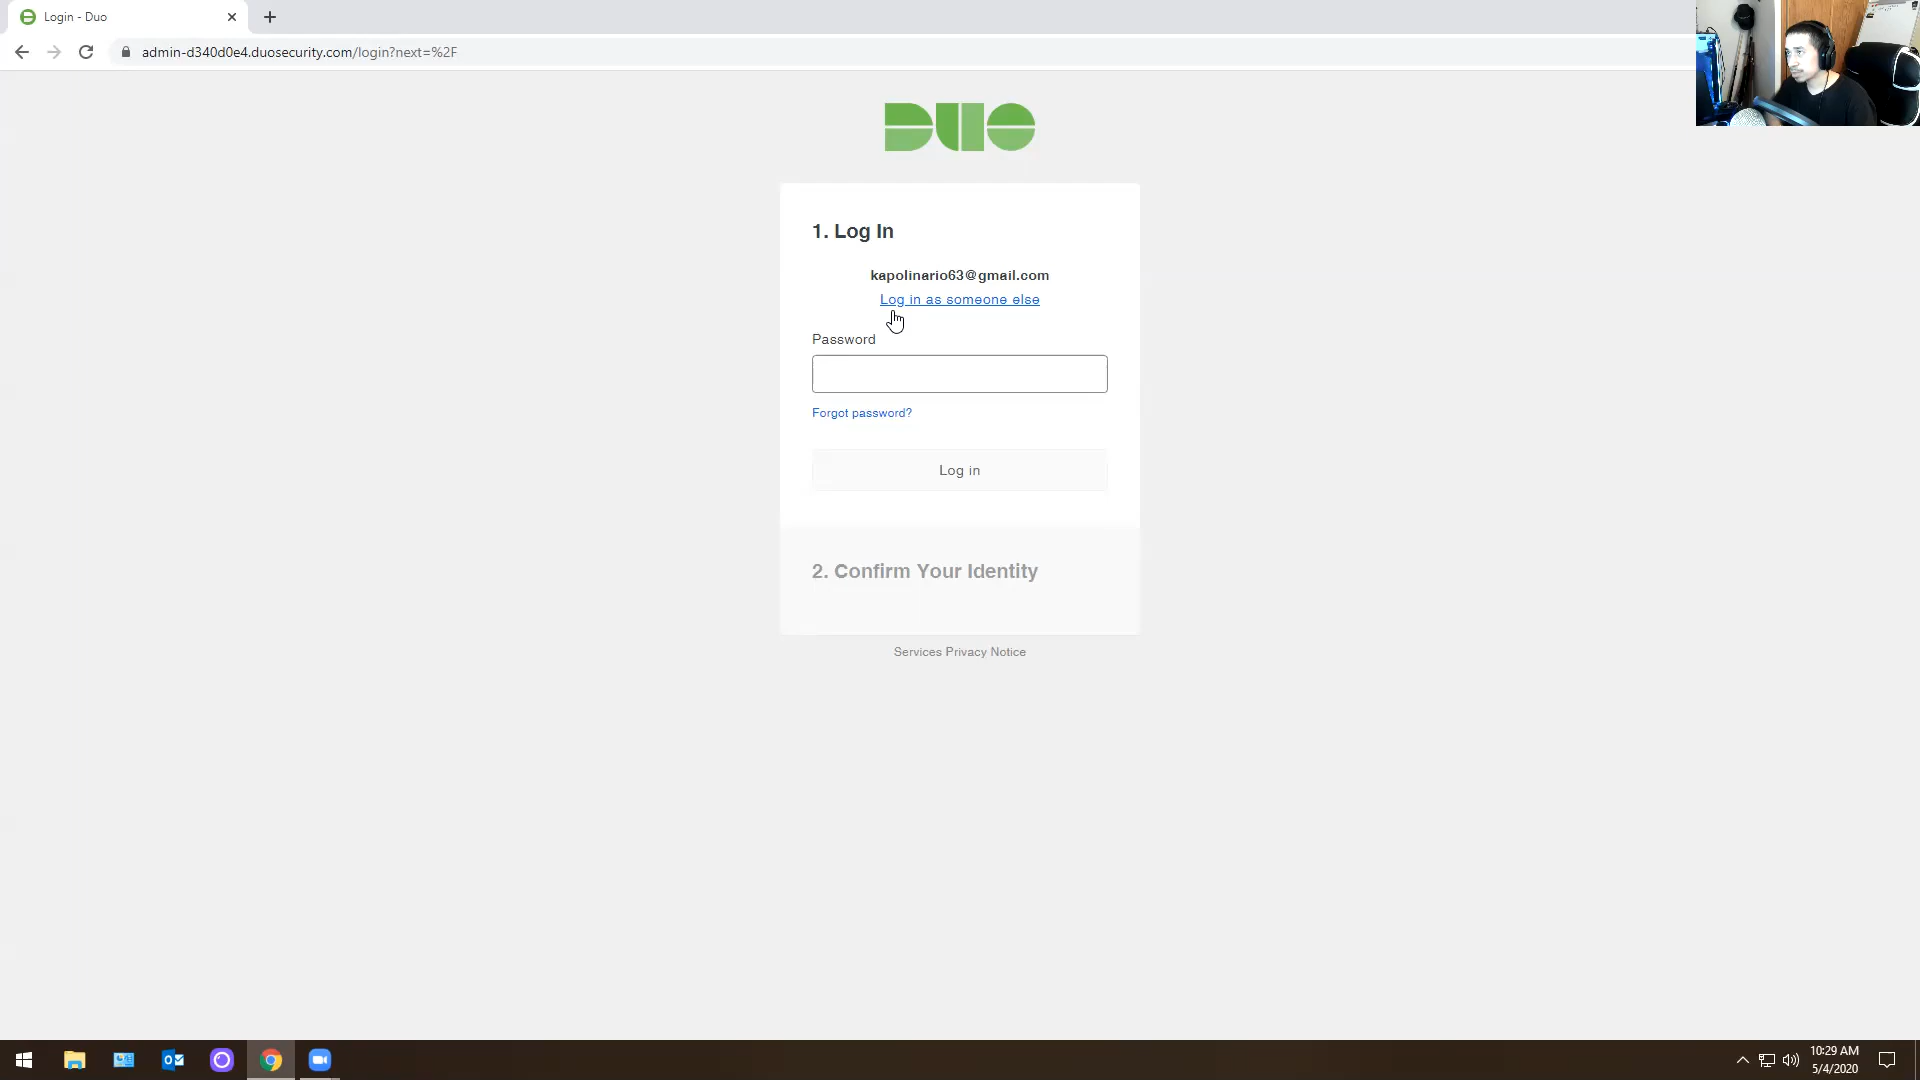 Login - Duo
admin-d340d0e4.duosecurity.com/login?next=%2F
DUO
1. Log In
kapolinario63@gmail.com
Log in as someone else
Password
Forgot password?
Log in
2. Confirm Your Identity
Services Privacy Notice
10:29 AM
5/4/2020